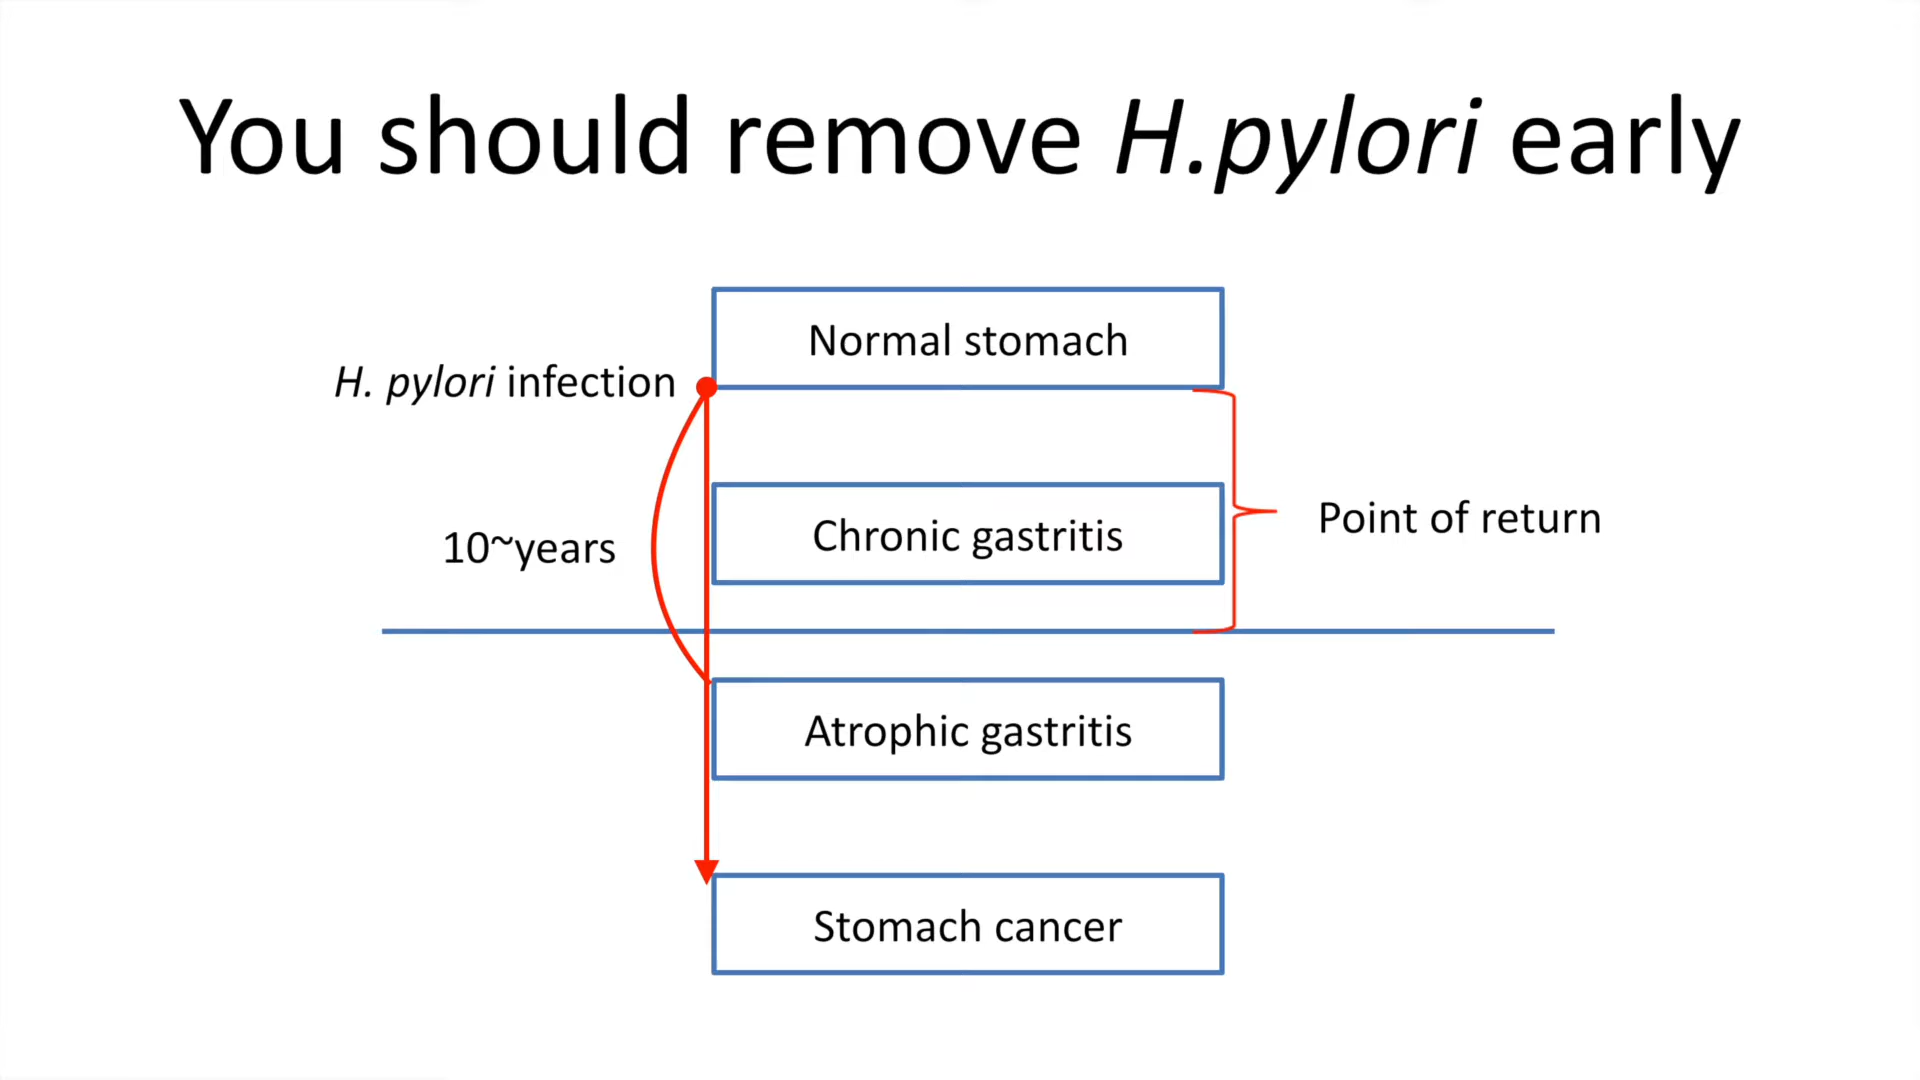 You should remove H.pylori early
Normal stomach
H. pylori infection
Chronic gastritis
Point of return
10~years
Atrophic gastritis
Stomach cancer